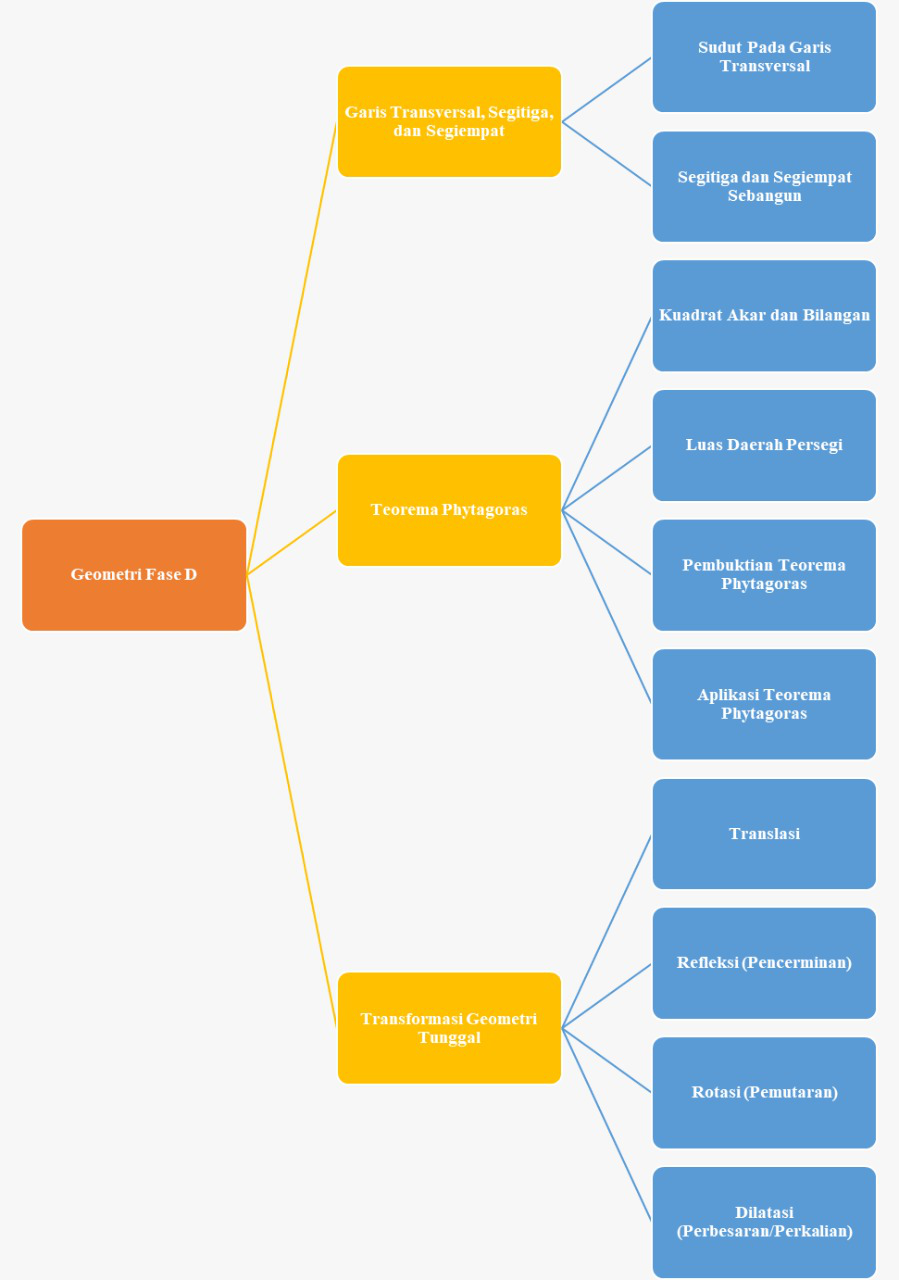 Geometri Fase D
Garis Transversal, Segitiga,
dan Segiempat
Sudut Pada Garis
Transversal
Segitiga dan Segiempat
Sebangun
Teorema Phytagoras
Kuadrat Akar dan Bilangan
Luas Daerah Persegi
Pembuktian Teorema
Phytagoras
Aplikasi Teorema
Phytagoras
Transformasi Geometri
Tunggal
Translasi
Refleksi (Pencerminan)
Rotasi (Pemutaran)
Dilatasi
(Perbesaran/Perkalian)